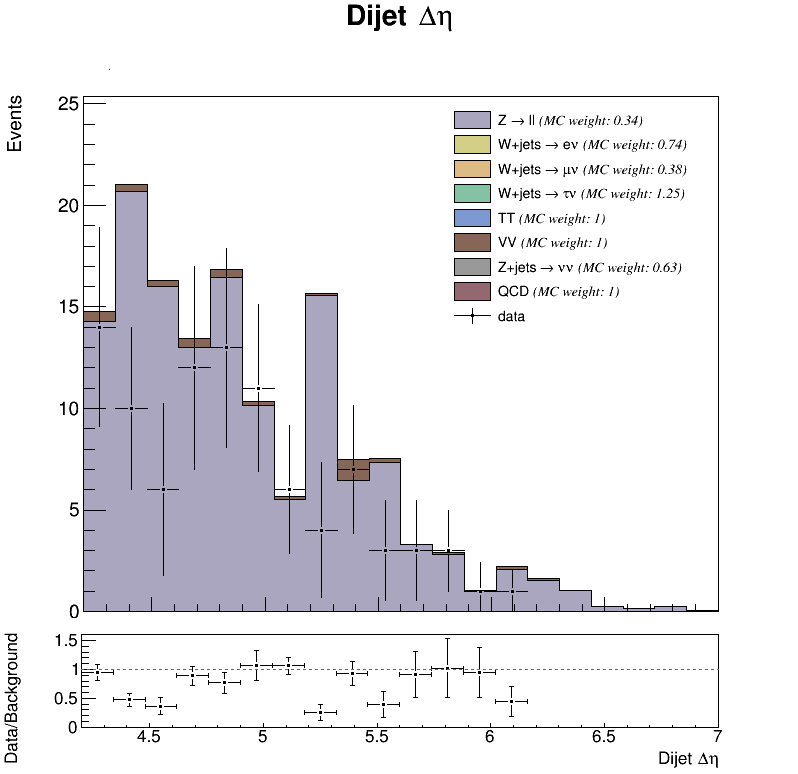 Dijet Δη
Events
25
20
15
10
5
0
Z → ll (MC weight: 0.34)
W+jets → eν (MC weight: 0.74)
W+jets → μν (MC weight: 0.38)
W+jets → τν (MC weight: 1.25)
TT (MC weight: 1)
VV (MC weight: 1)
Z+jets → νν (MC weight: 0.63)
QCD (MC weight: 1)
data
Data/Background
1.5
1
0.5
0
4.5 5 5.5 6 6.5 7
Dijet Δη